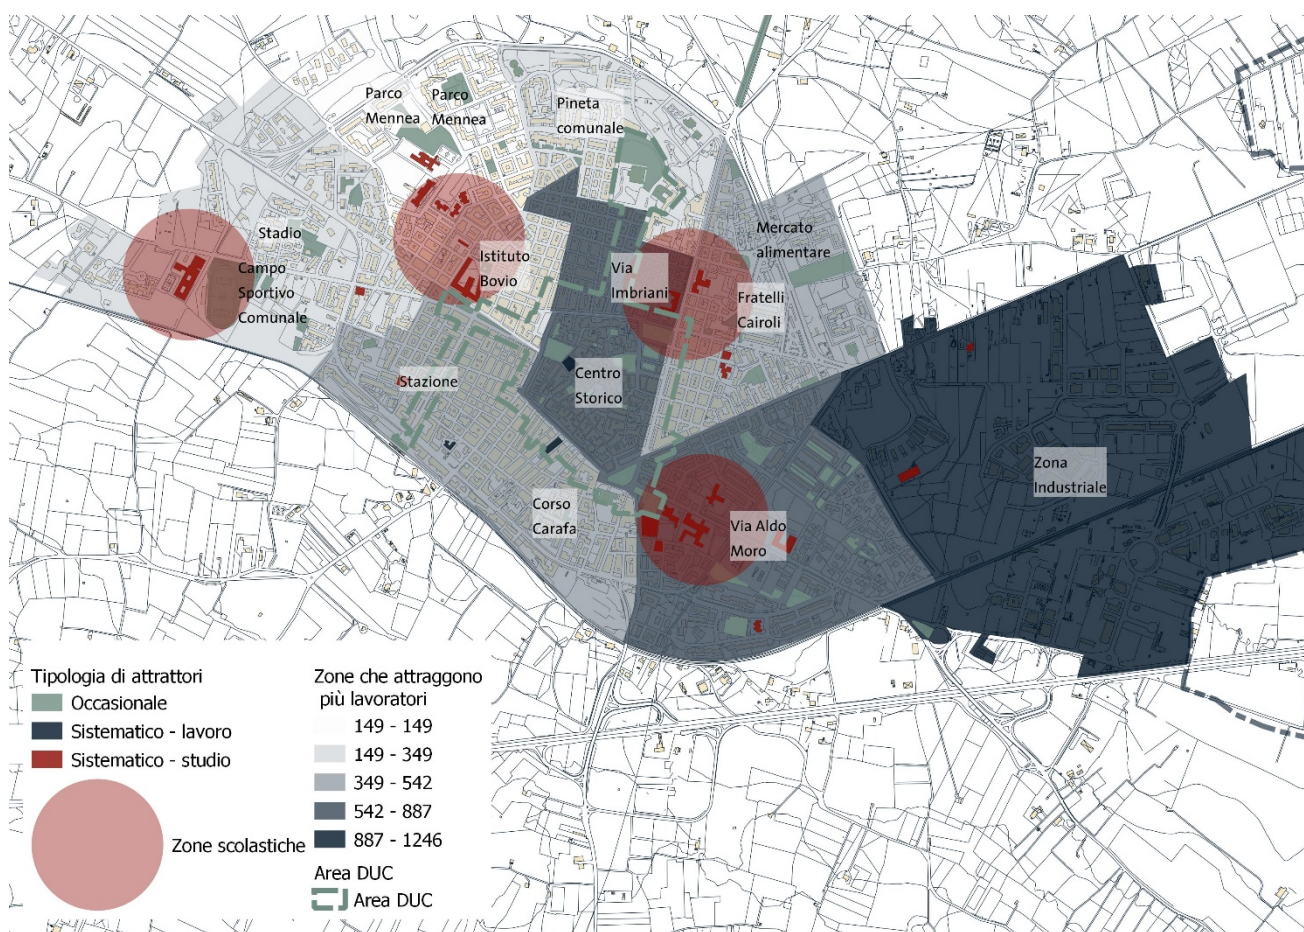 Parco
Mennea
Parco
Mennea
Pineta
comunale
Stadio
Campo
Sportivo
Comunale
Istituto
Bovio
Via
Imbriani
Mercato
alimentare
Fratelli
Cairoli
Stazione
Centro
Storico
Corso
Carafa
Via Aldo
Moro
Zona
Industriale
Tipologia di attrattori
Occasionale
Sistematico - lavoro
Sistematico - studio
Zone scolastiche
Zone che attraggono
più lavoratori
149 - 149
149 - 349
349 - 542
542 - 887
887 - 1246
Area DUC
Area DUC